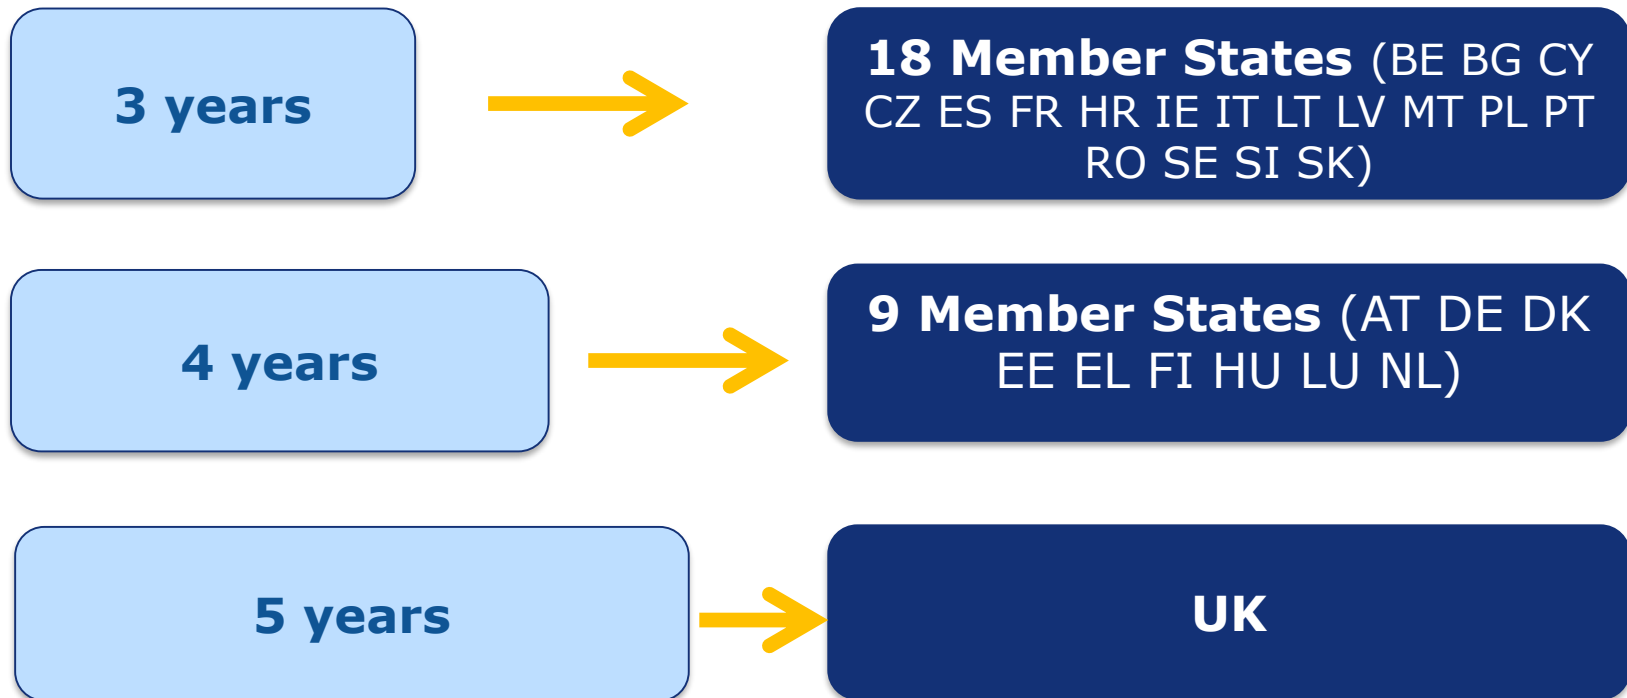 3 years
18 Member States (BE BG CY
CZ ES FR HR IE IT LT LV MT PL PT
RO SE SI SK)
4 years
9 Member States (AT DE DK
EE EL FI HU LU NL)
5 years
UK